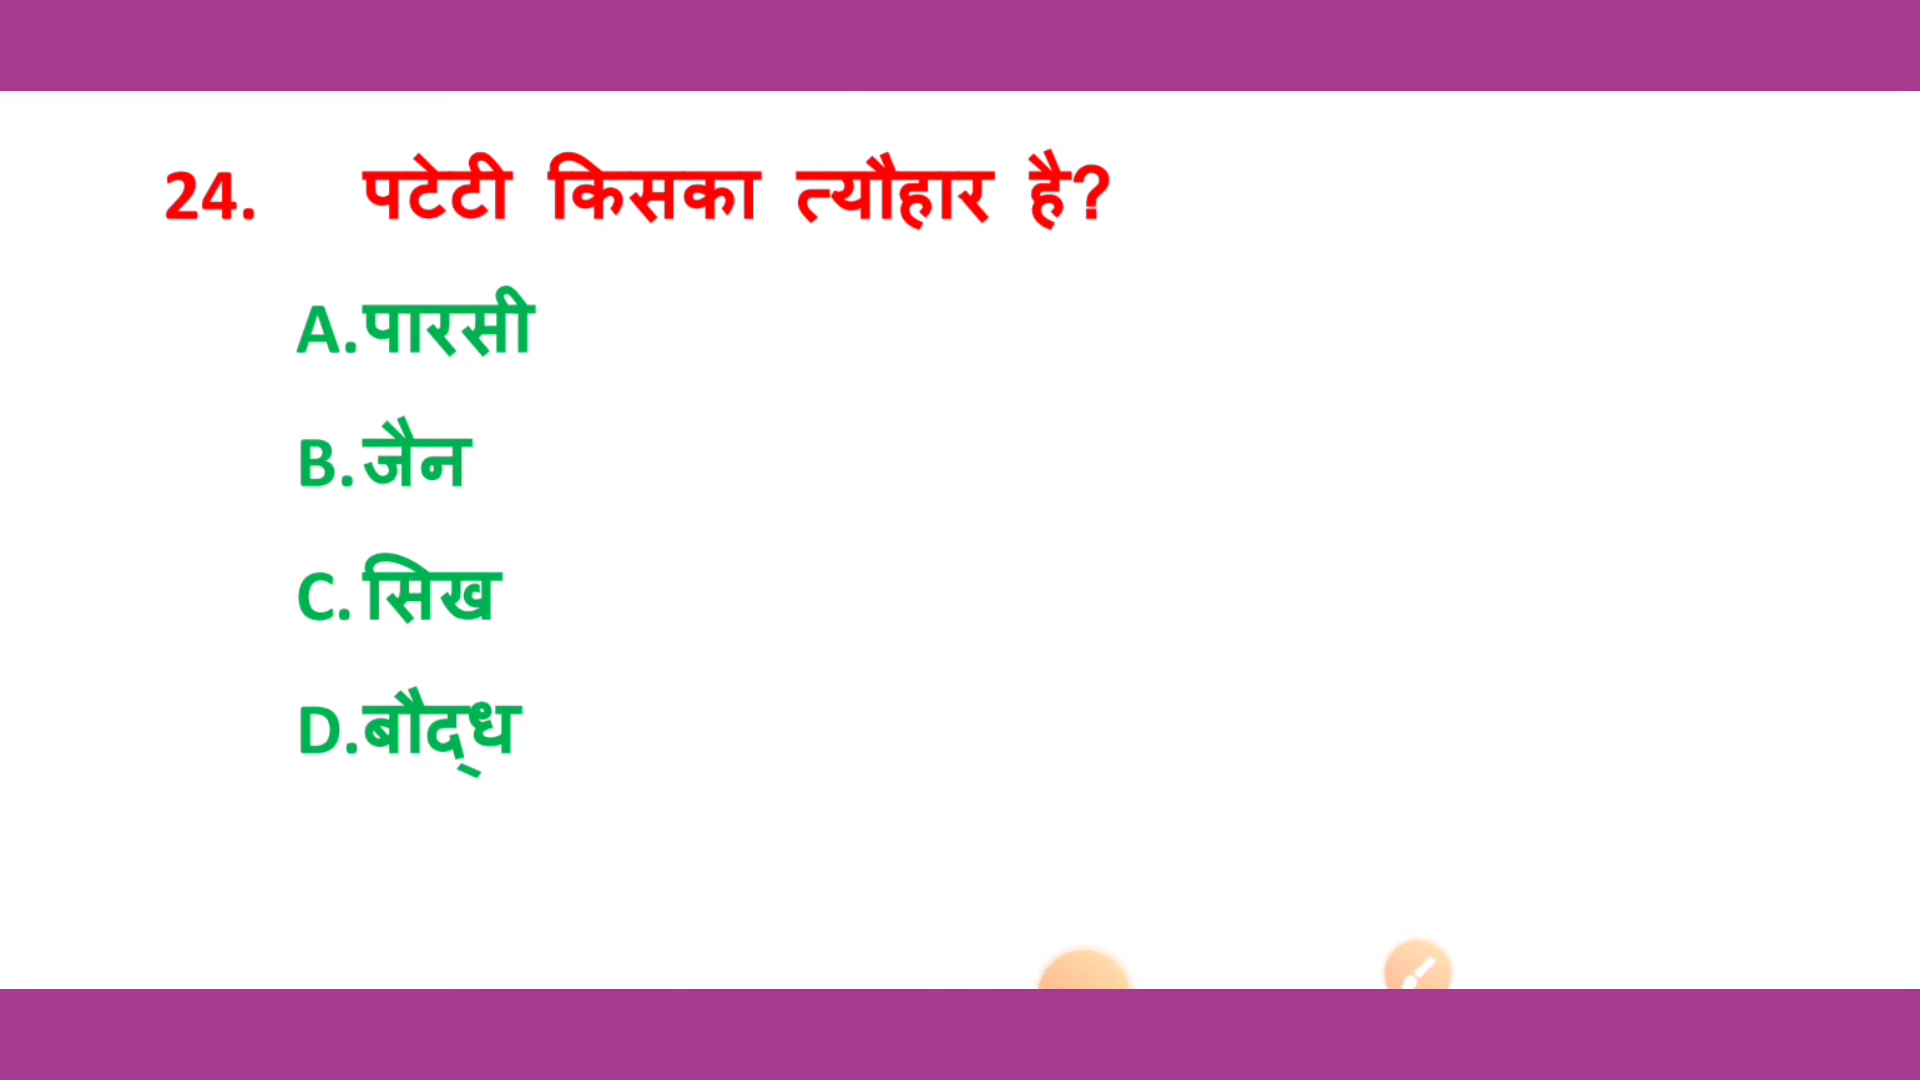 24. पटेटी किसका त्यौहार है?
A.पारसी
B.जैन
C.सिख
D.बौद्ध